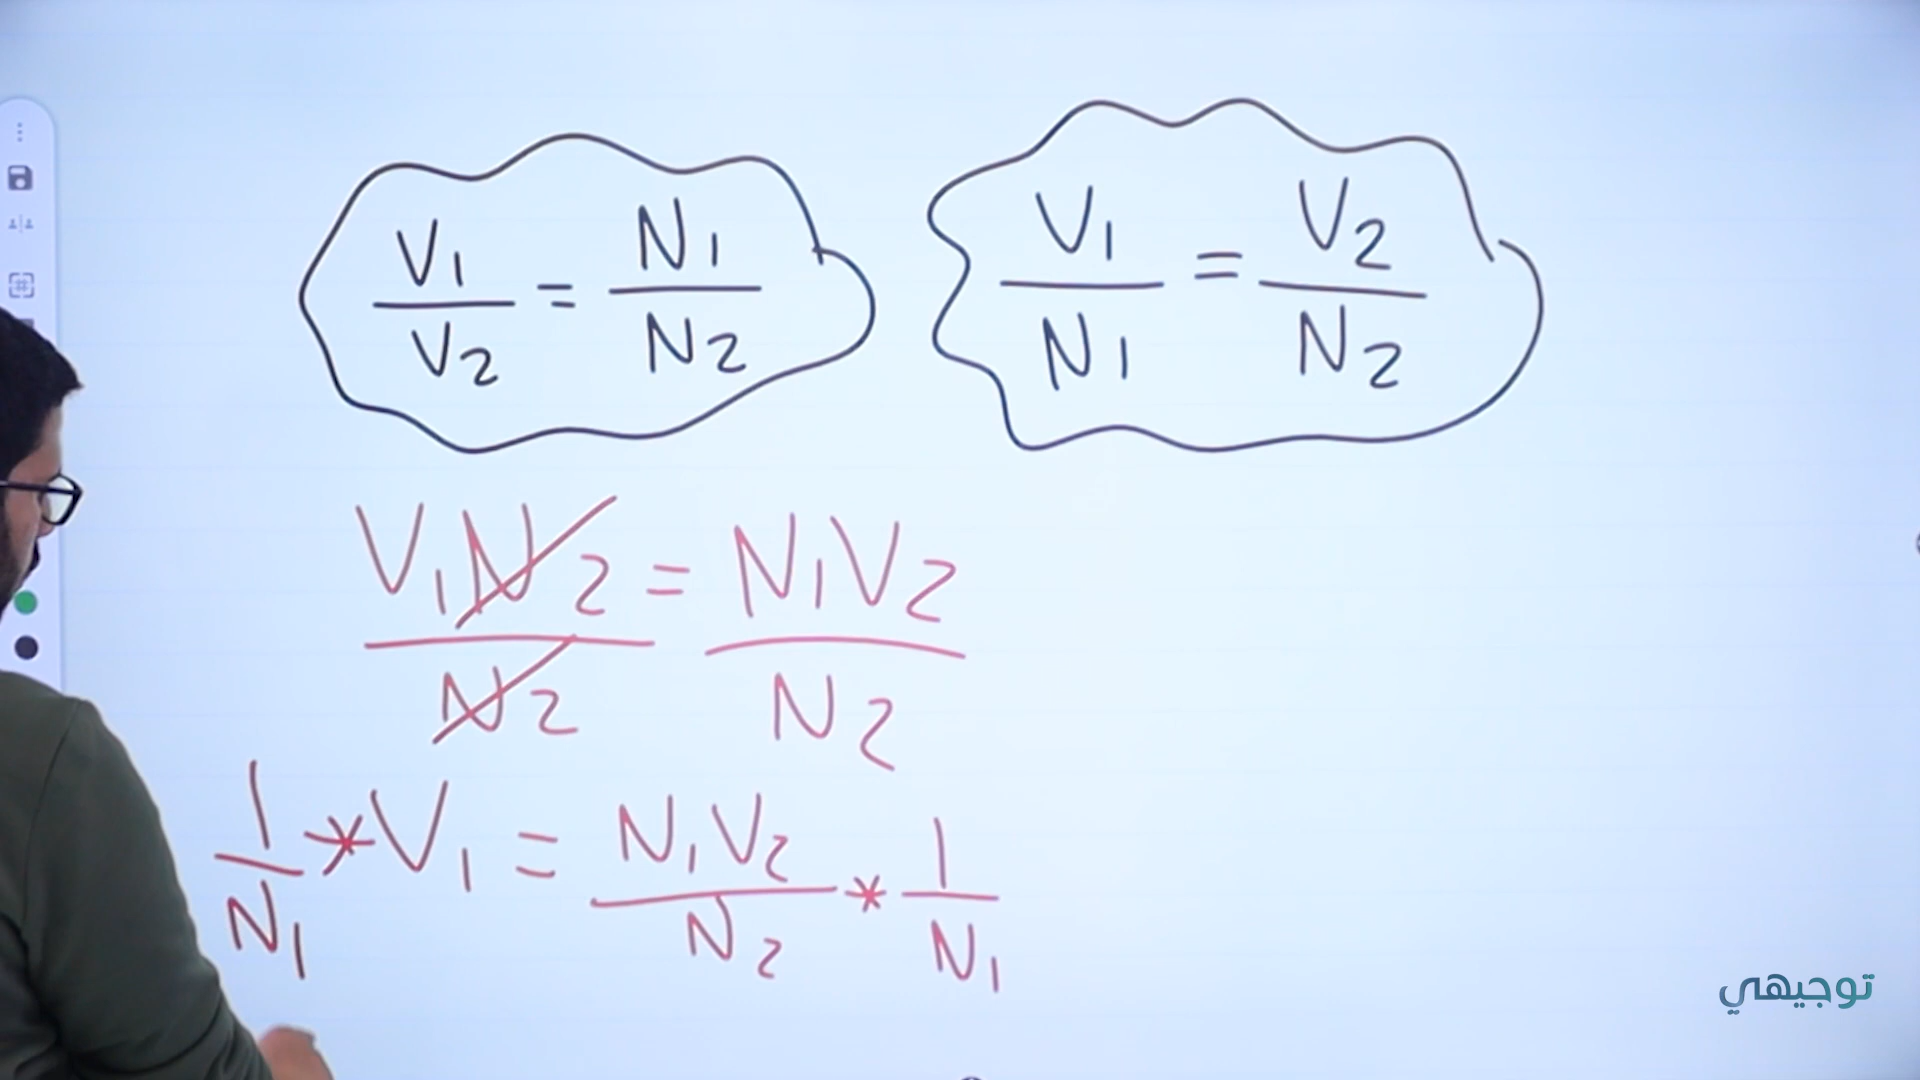 V1/V2 = N1/N2
V1/N1 = V2/N2
V1N2/N2 = N1V2/N2
1/N1 * V1 = N1V2/N2 * 1/N1
توجيهي